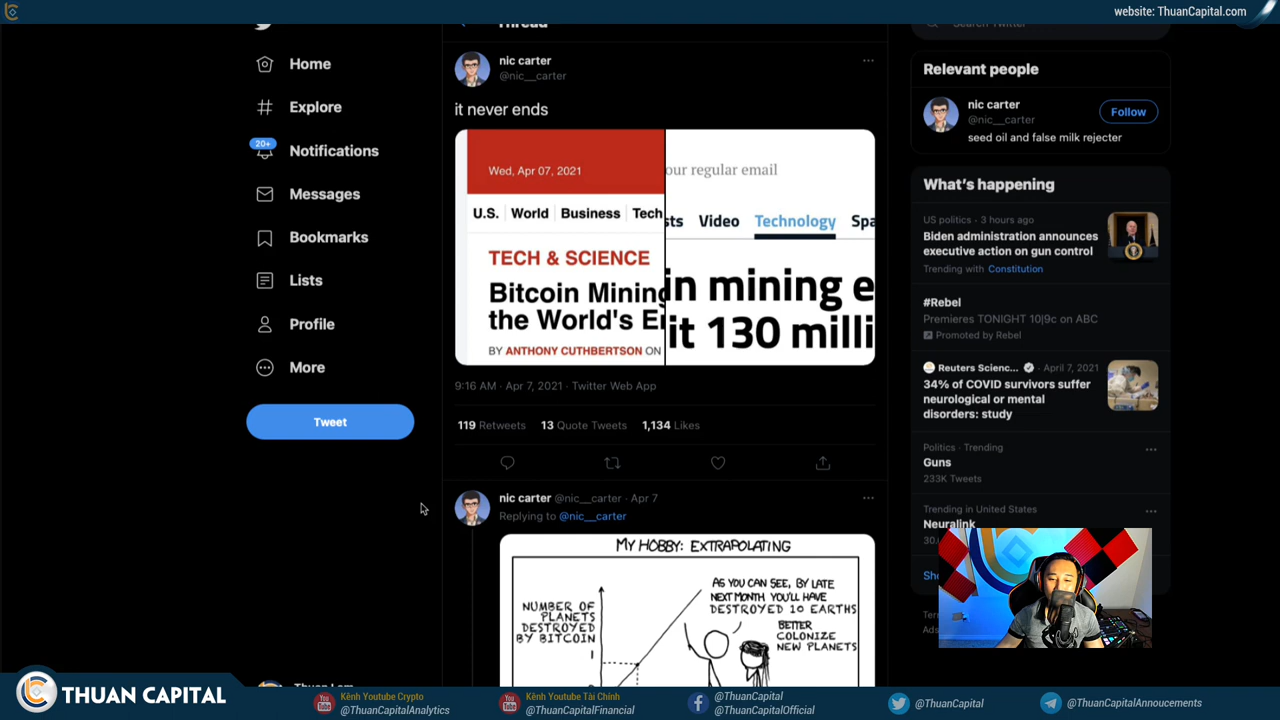 website: ThuanCapital.com
Home
Explore
20+
Notifications
Messages
Bookmarks
Lists
Profile
More
Tweet
Thread
nic carter
@nic__carter
it never ends
Wed, Apr 07, 2021
U.S. World Business Tech
TECH & SCIENCE
Bitcoin Mining
the World's
BY ANTHONY CUTHBERTSON ON
our regular email
sts Video Technology Spa
in mining e
it 130 milli
9:16 AM · Apr 7, 2021 · Twitter Web App
119 Retweets 13 Quote Tweets 1,134 Likes
nic carter @nic__carter · Apr 7
Replying to @nic__carter
MY HOBBY: EXTRAPOLATING
NUMBER OF
PLANETS
DESTROYED
BY BITCOIN
1
AS YOU CAN SEE, BY LATE
NEXT MONTH YOU'LL HAVE
DESTROYED 10 EARTHS
BETTER
COLONIZE
NEW PLANETS
Search Twitter
Relevant people
nic carter
@nic__carter
Follow
seed oil and false milk rejecter
What's happening
US politics · 3 hours ago
Biden administration announces
executive action on gun control
Trending with Constitution
#Rebel
Premieres TONIGHT 10|9c on ABC
Promoted by Rebel
Reuters Scienc... · April 7, 2021
34% of COVID survivors suffer
neurological or mental
disorders: study
Politics · Trending
Guns
233K Tweets
Trending in United States
Neuralink
30.
Sho
Ter
Ads
THUAN CAPITAL
Kênh Youtube Crypto
@ThuanCapitalAnalytics
Kênh Youtube Tài Chính
@ThuanCapitalFinancial
@ThuanCapital
@ThuanCapitalOfficial
@ThuanCapital
@ThuanCapitalAnnoucements